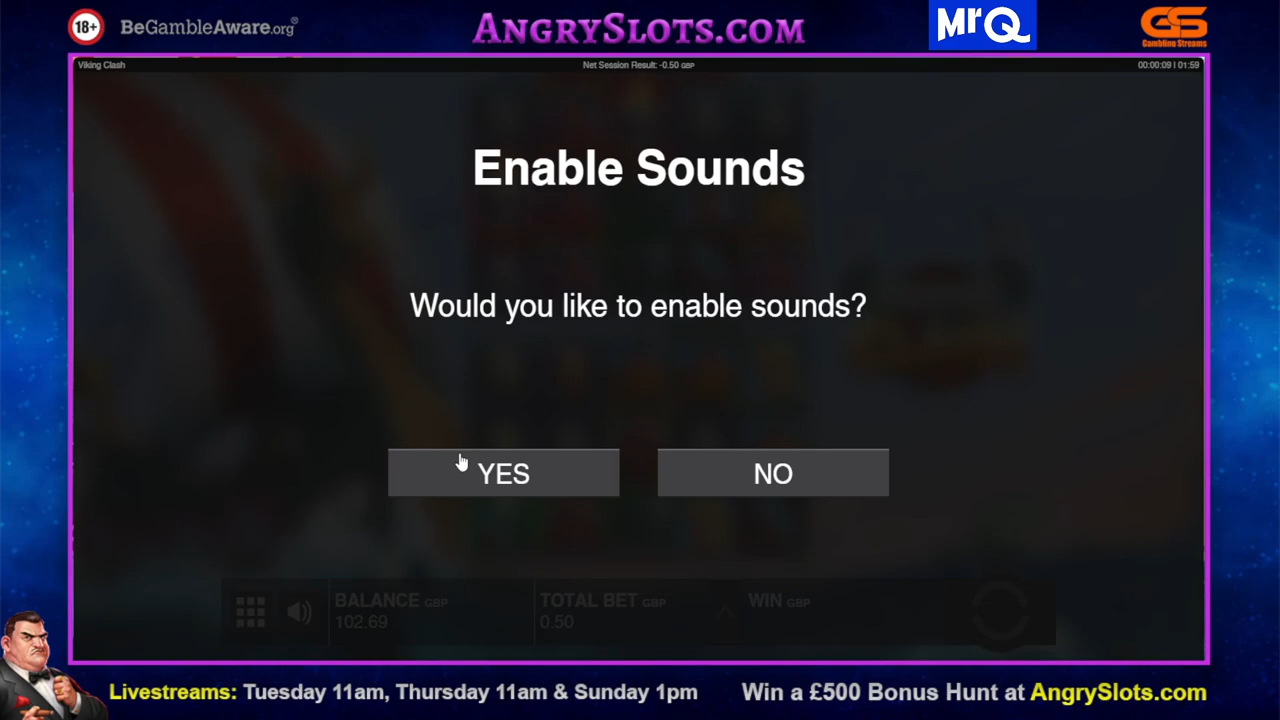 18+ BeGambleAware.org® AngrySlots.com MrQ GS
Gambling Streams
Viking Clash Net Session Result: -0.50 GBP 00:00:09 | 01:59
Enable Sounds
Would you like to enable sounds?
YES NO
BALANCE GBP TOTAL BET GBP WIN GBP
102.69 0.50
Livestreams: Tuesday 11am, Thursday 11am & Sunday 1pm Win a £500 Bonus Hunt at AngrySlots.com